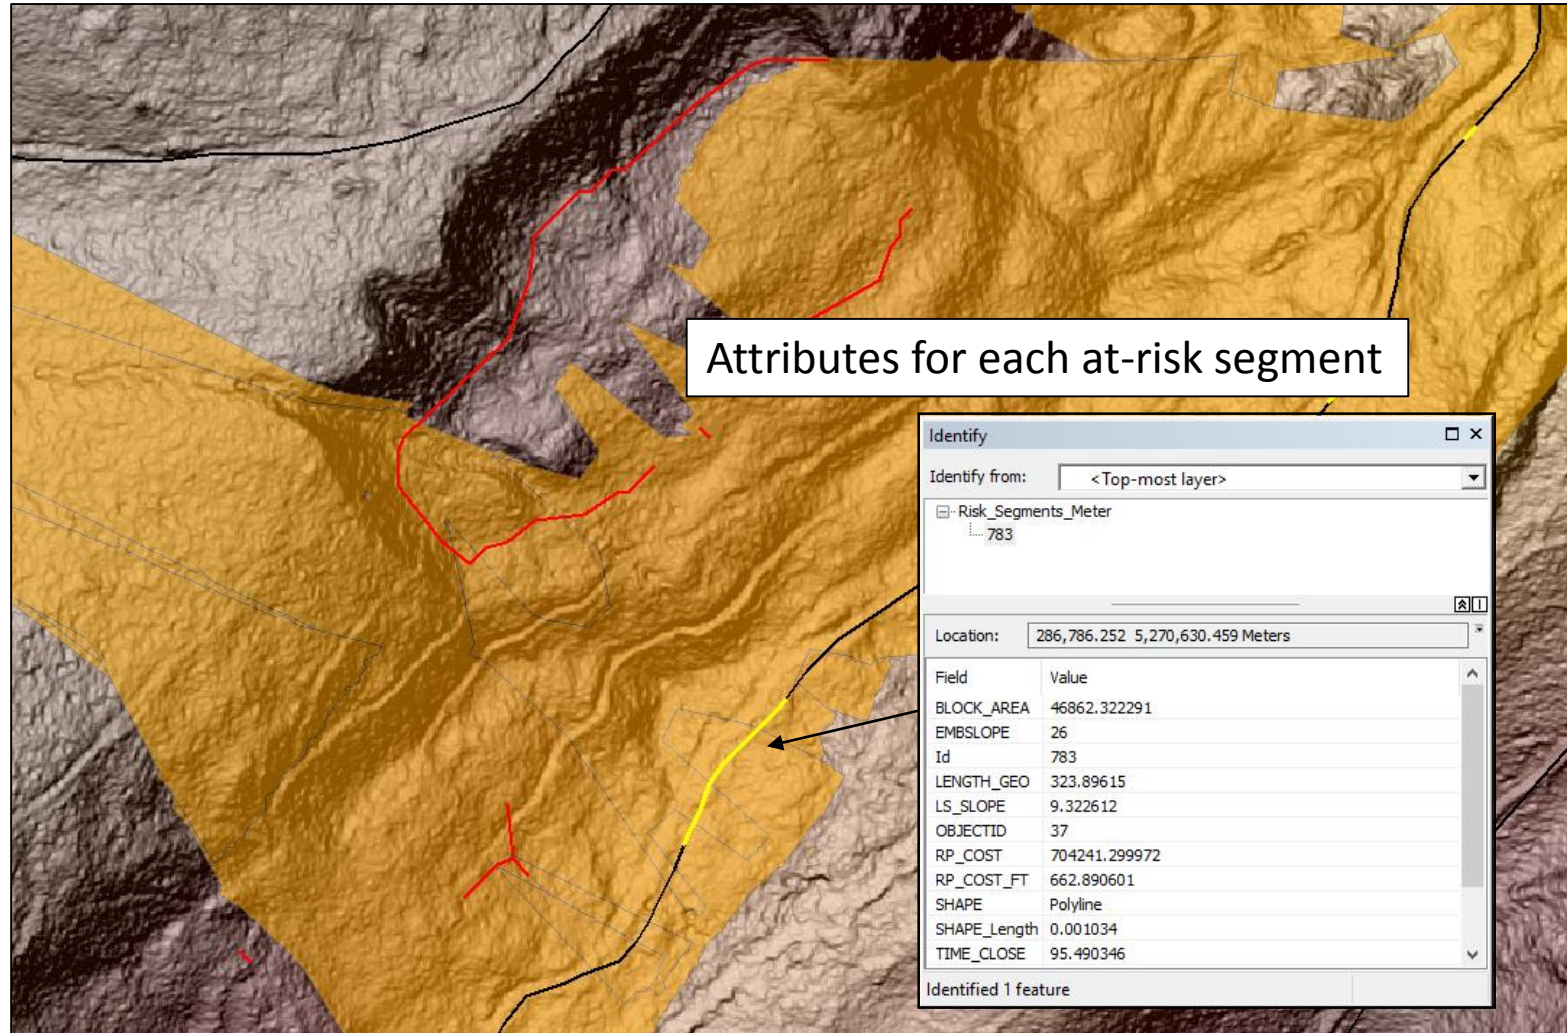 Attributes for each at-risk segment
Identify
Identify from: <Top-most layer>
Risk_Segments_Meter
783
Location: 286,786.252 5,270,630.459 Meters
Field Value
BLOCK_AREA 46862.322291
EMBSLOPE 26
Id 783
LENGTH_GEO 323.89615
LS_SLOPE 9.322612
OBJECTID 37
RP_COST 704241.299972
RP_COST_FT 662.890601
SHAPE Polyline
SHAPE_Length 0.001034
TIME_CLOSE 95.490346
Identified 1 feature